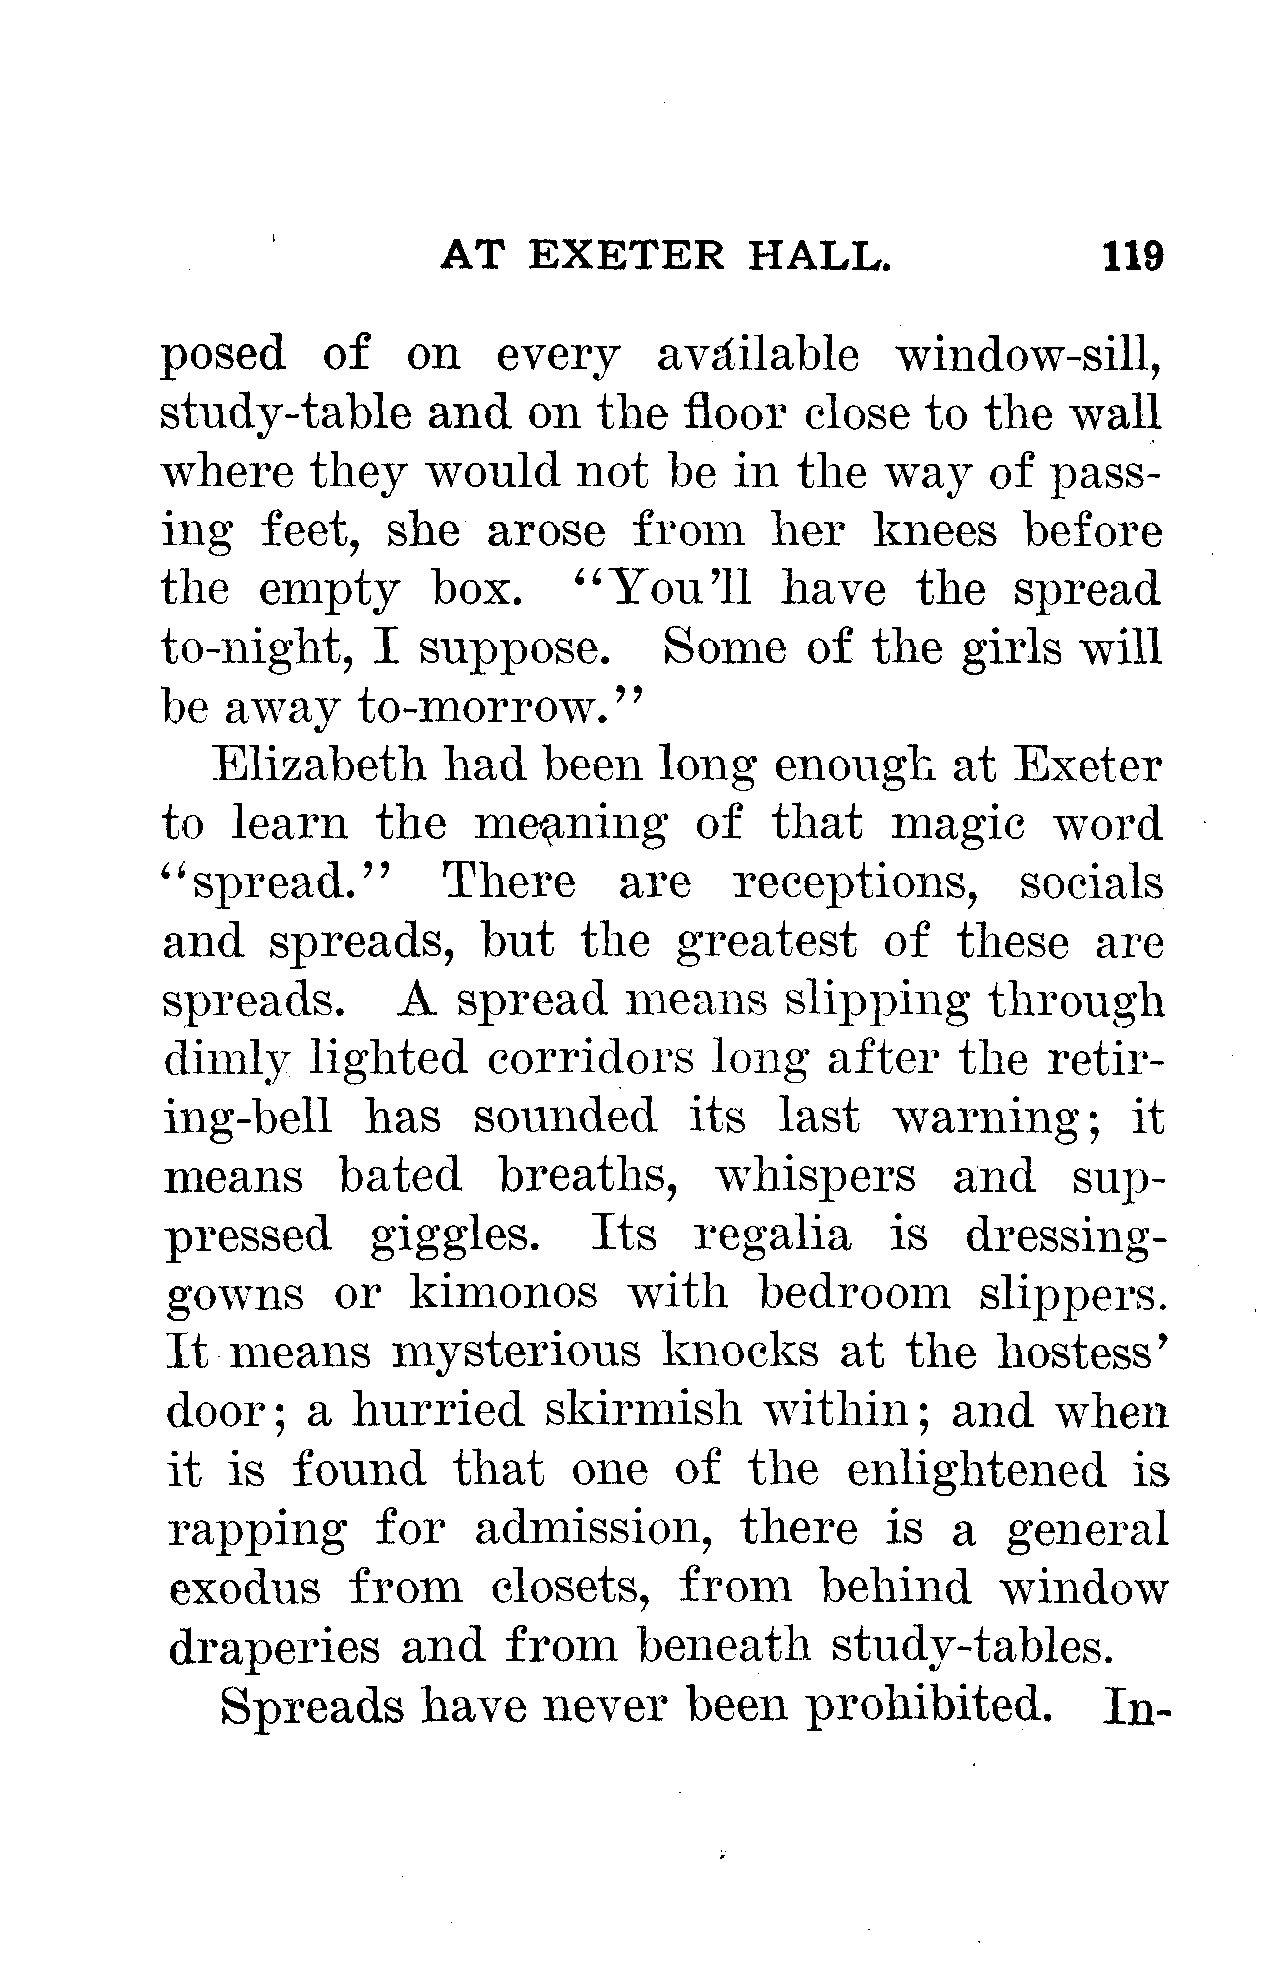 AT EXETER HALL. 119
posed of on every available window-sill,
study-table and on the floor close to the wall
where they would not be in the way of pass-
ing feet, she arose from her knees before
the empty box. "You'll have the spread
to-night, I suppose. Some of the girls will
be away to-morrow."
Elizabeth had been long enough at Exeter
to learn the meaning of that magic word
"spread." There are receptions, socials
and spreads, but the greatest of these are
spreads. A spread means slipping through
dimly lighted corridors long after the retir-
ing-bell has sounded its last warning; it
means bated breaths, whispers and sup-
pressed giggles. Its regalia is dressing-
gowns or kimonos with bedroom slippers.
It means mysterious knocks at the hostess'
door; a hurried skirmish within; and when
it is found that one of the enlightened is
rapping for admission, there is a general
exodus from closets, from behind window
draperies and from beneath study-tables.
Spreads have never been prohibited. In-